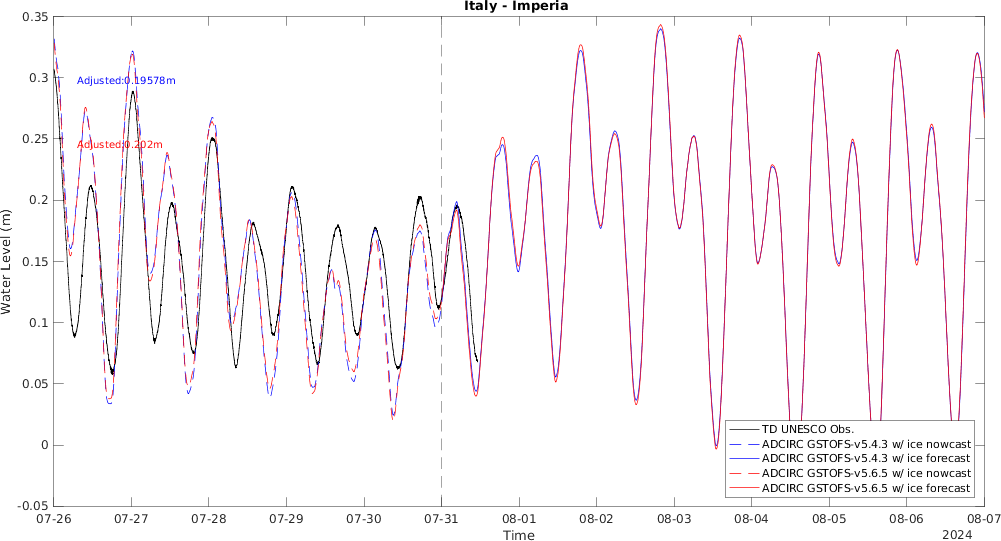 Italy - Imperia
0.35
0.3
0.25
0.2
0.15
0.1
0.05
0
-0.05
Water Level (m)
Adjusted:0.19578m
Adjusted:0.202m
TD UNESCO Obs.
ADCIRC GSTOFS-v5.4.3 w/ ice nowcast
ADCIRC GSTOFS-v5.4.3 w/ ice forecast
ADCIRC GSTOFS-v5.6.5 w/ ice nowcast
ADCIRC GSTOFS-v5.6.5 w/ ice forecast
07-26 07-27 07-28 07-29 07-30 07-31 08-01 08-02 08-03 08-04 08-05 08-06 08-07
Time
2024